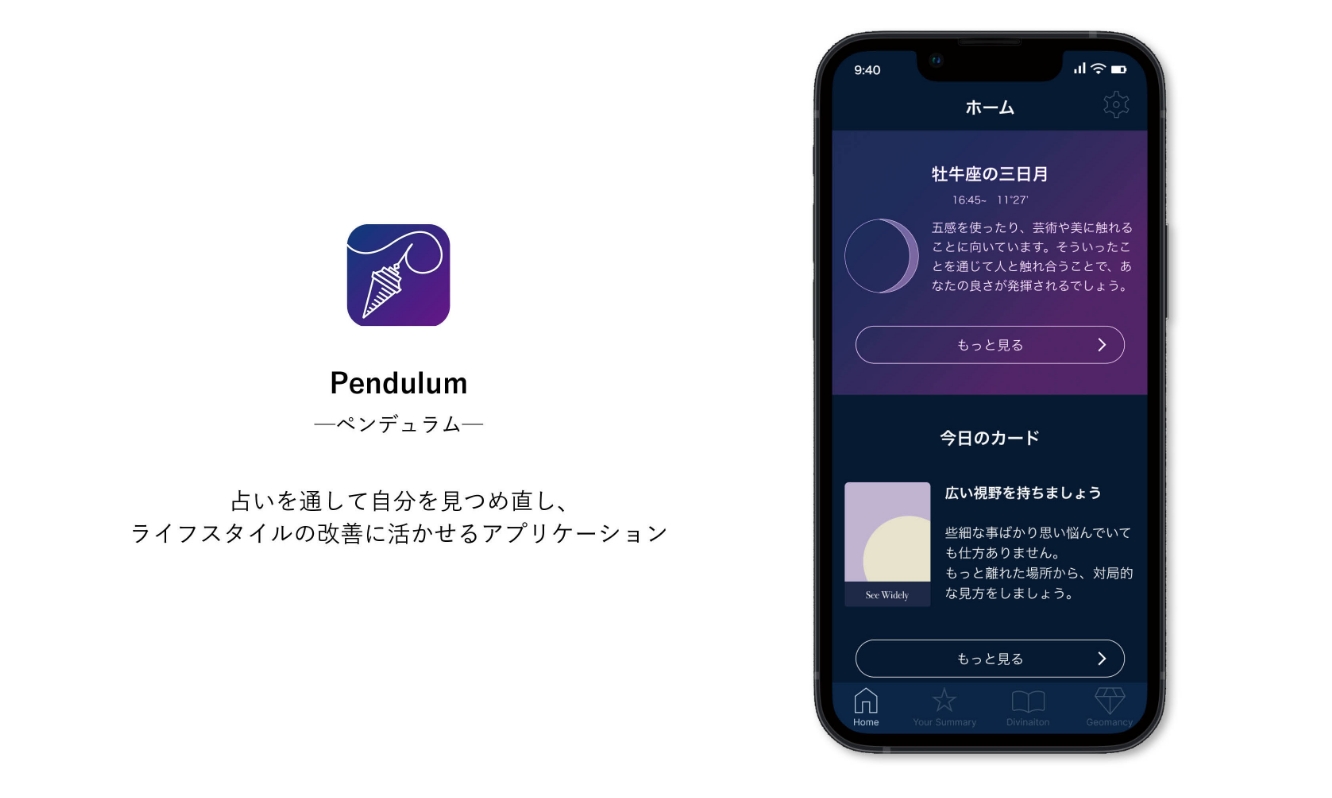 Pendulum
―ペンデュラム―
占いを通して自分を見つめ直し、
ライフスタイルの改善に活かせるアプリケーション
9:40
ホーム
牡牛座の三日月
16:45~ 11°27'
五感を使ったり、芸術や美に触れる
ことに向いています。そういったこ
とを通じて人と触れ合うことで、あ
なたの良さが発揮されるでしょう。
もっと見る
今日のカード
広い視野を持ちましょう
些細な事ばかり思い悩んでいて
も仕方ありません。
もっと離れた場所から、対局的
な見方をしましょう。
See Widely
もっと見る
Home Your Summary Divinaiton Geomancy